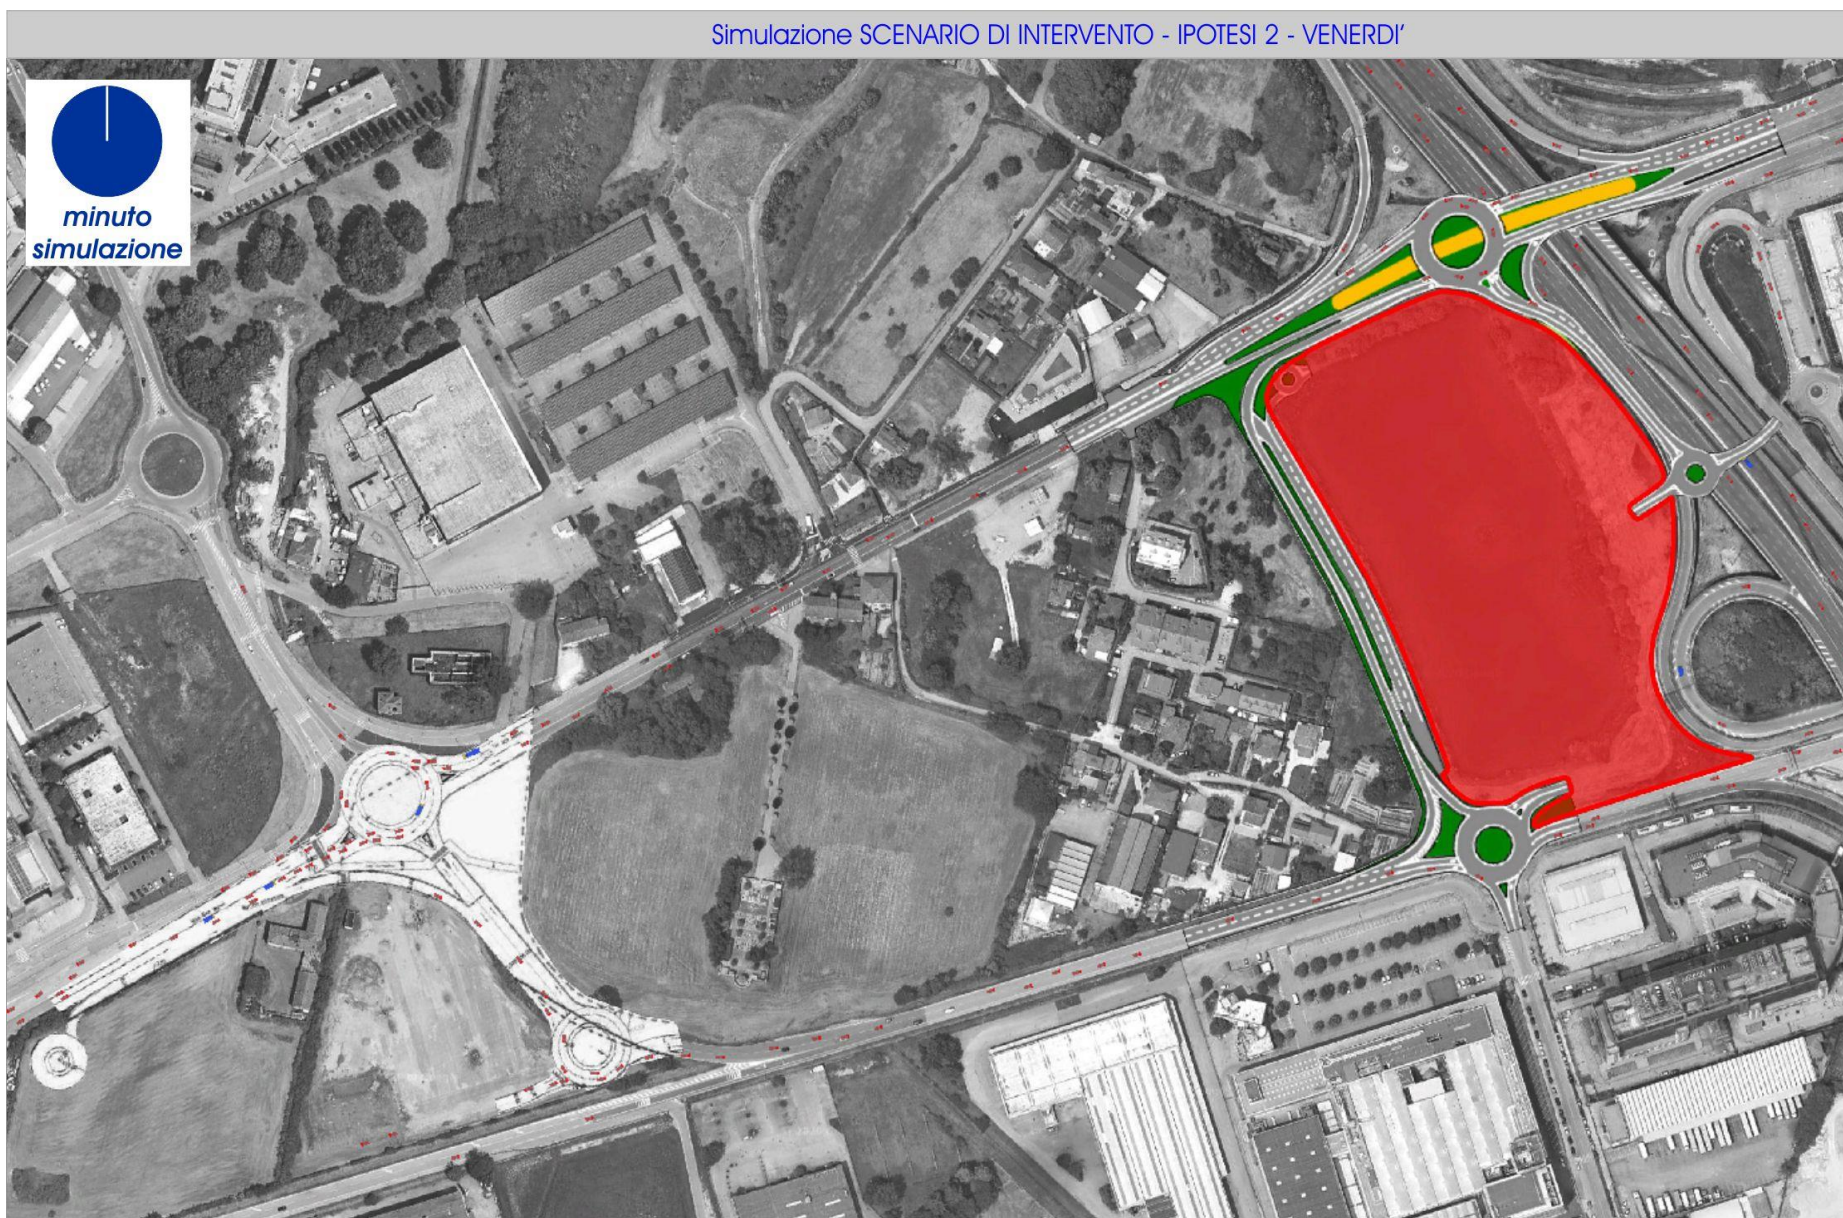 Simulazione SCENARIO DI INTERVENTO - IPOTESI 2 - VENERDI'
minuto
simulazione